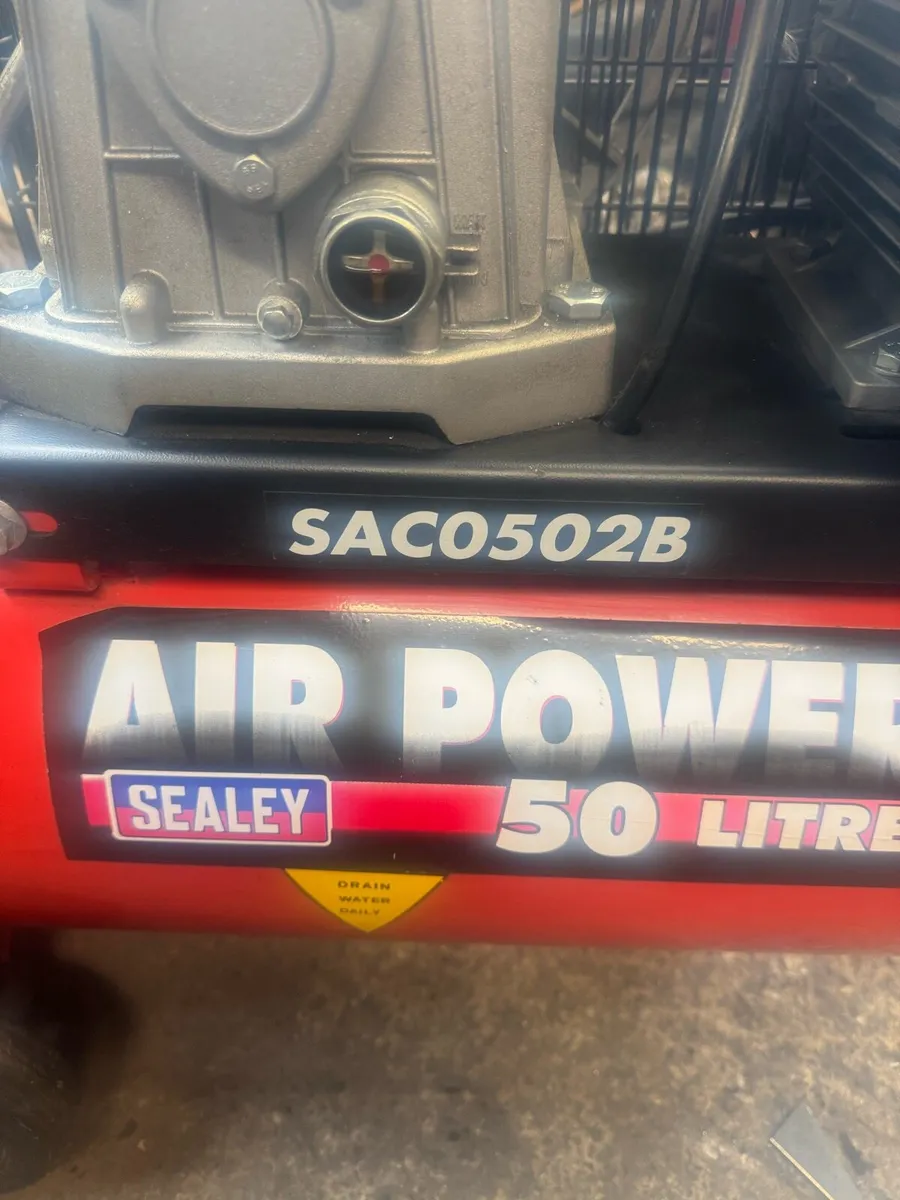 SAC0502B
AIR POWER
SEALEY
50 LITRE
DRAIN
WATER
DAILY